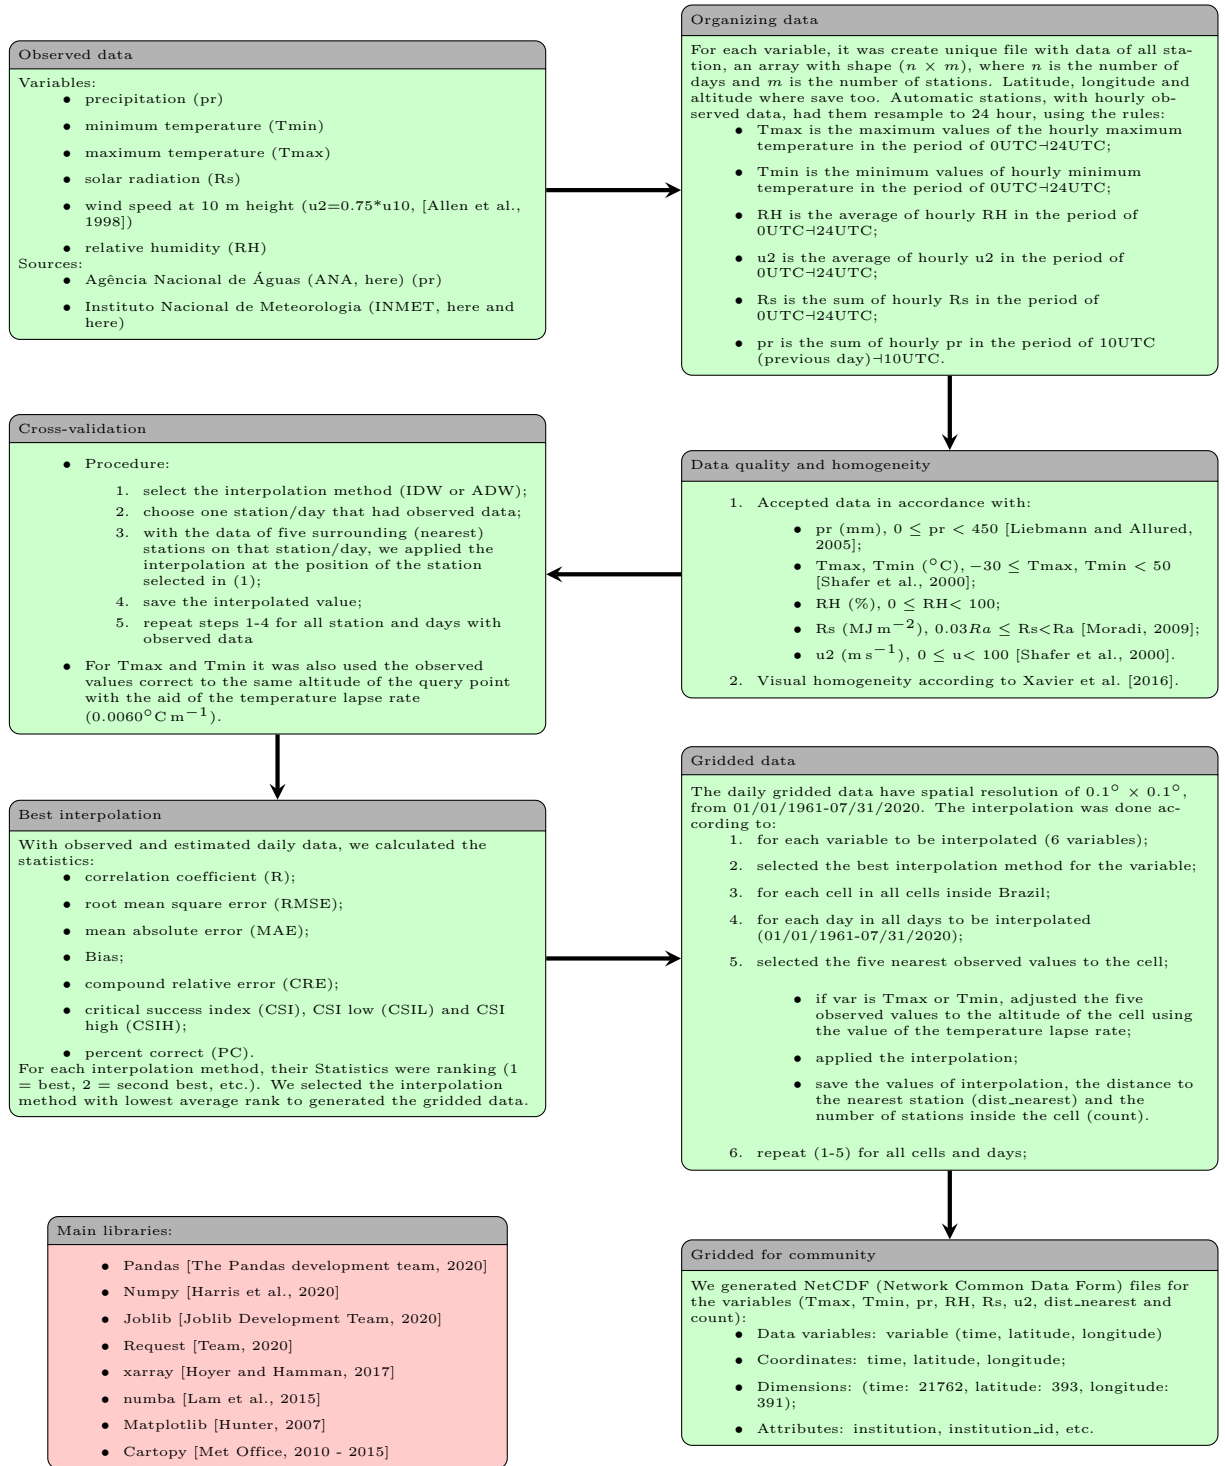 Observed data
Variables:
• precipitation (pr)
• minimum temperature (Tmin)
• maximum temperature (Tmax)
• solar radiation (Rs)
• wind speed at 10 m height (u2=0.75*u10, [Allen et al.,
1998])
• relative humidity (RH)
Sources:
• Agência Nacional de Águas (ANA, here) (pr)
• Instituto Nacional de Meteorologia (INMET, here and
here)
Organizing data
For each variable, it was create unique file with data of all sta-
tion, an array with shape (n × m), where n is the number of
days and m is the number of stations. Latitude, longitude and
altitude where save too. Automatic stations, with hourly ob-
served data, had them resample to 24 hour, using the rules:
• Tmax is the maximum values of the hourly maximum
temperature in the period of 0UTC⊣24UTC;
• Tmin is the minimum values of hourly minimum
temperature in the period of 0UTC⊣24UTC;
• RH is the average of hourly RH in the period of
0UTC⊣24UTC;
• u2 is the average of hourly u2 in the period of
0UTC⊣24UTC;
• Rs is the sum of hourly Rs in the period of
0UTC⊣24UTC;
• pr is the sum of hourly pr in the period of 10UTC
(previous day)⊣10UTC.
Data quality and homogeneity
1. Accepted data in accordance with:
• pr (mm), 0 ≤ pr < 450 [Liebmann and Allured,
2005];
• Tmax, Tmin (°C), −30 ≤ Tmax, Tmin < 50
[Shafer et al., 2000];
• RH (%), 0 ≤ RH< 100;
• Rs (MJ m⁻²), 0.03Ra ≤ Rs<Ra [Moradi, 2009];
• u2 (m s⁻¹), 0 ≤ u< 100 [Shafer et al., 2000].
2. Visual homogeneity according to Xavier et al. [2016].
Cross-validation
• Procedure:
1. select the interpolation method (IDW or ADW);
2. choose one station/day that had observed data;
3. with the data of five surrounding (nearest)
stations on that station/day, we applied the
interpolation at the position of the station
selected in (1);
4. save the interpolated value;
5. repeat steps 1-4 for all station and days with
observed data
• For Tmax and Tmin it was also used the observed
values correct to the same altitude of the query point
with the aid of the temperature lapse rate
(0.0060°C m⁻¹).
Best interpolation
With observed and estimated daily data, we calculated the
statistics:
• correlation coefficient (R);
• root mean square error (RMSE);
• mean absolute error (MAE);
• Bias;
• compound relative error (CRE);
• critical success index (CSI), CSI low (CSIL) and CSI
high (CSIH);
• percent correct (PC).
For each interpolation method, their Statistics were ranking (1
= best, 2 = second best, etc.). We selected the interpolation
method with lowest average rank to generated the gridded data.
Gridded data
The daily gridded data have spatial resolution of 0.1° × 0.1°,
from 01/01/1961-07/31/2020. The interpolation was done ac-
cording to:
1. for each variable to be interpolated (6 variables);
2. selected the best interpolation method for the variable;
3. for each cell in all cells inside Brazil;
4. for each day in all days to be interpolated
(01/01/1961-07/31/2020);
5. selected the five nearest observed values to the cell;
• if var is Tmax or Tmin, adjusted the five
observed values to the altitude of the cell using
the value of the temperature lapse rate;
• applied the interpolation;
• save the values of interpolation, the distance to
the nearest station (dist_nearest) and the
number of stations inside the cell (count).
6. repeat (1-5) for all cells and days;
Gridded for community
We generated NetCDF (Network Common Data Form) files for
the variables (Tmax, Tmin, pr, RH, Rs, u2, dist_nearest and
count):
• Data variables: variable (time, latitude, longitude)
• Coordinates: time, latitude, longitude;
• Dimensions: (time: 21762, latitude: 393, longitude:
391);
• Attributes: institution, institution_id, etc.
Main libraries:
• Pandas [The Pandas development team, 2020]
• Numpy [Harris et al., 2020]
• Joblib [Joblib Development Team, 2020]
• Request [Team, 2020]
• xarray [Hoyer and Hamman, 2017]
• numba [Lam et al., 2015]
• Matplotlib [Hunter, 2007]
• Cartopy [Met Office, 2010 - 2015]